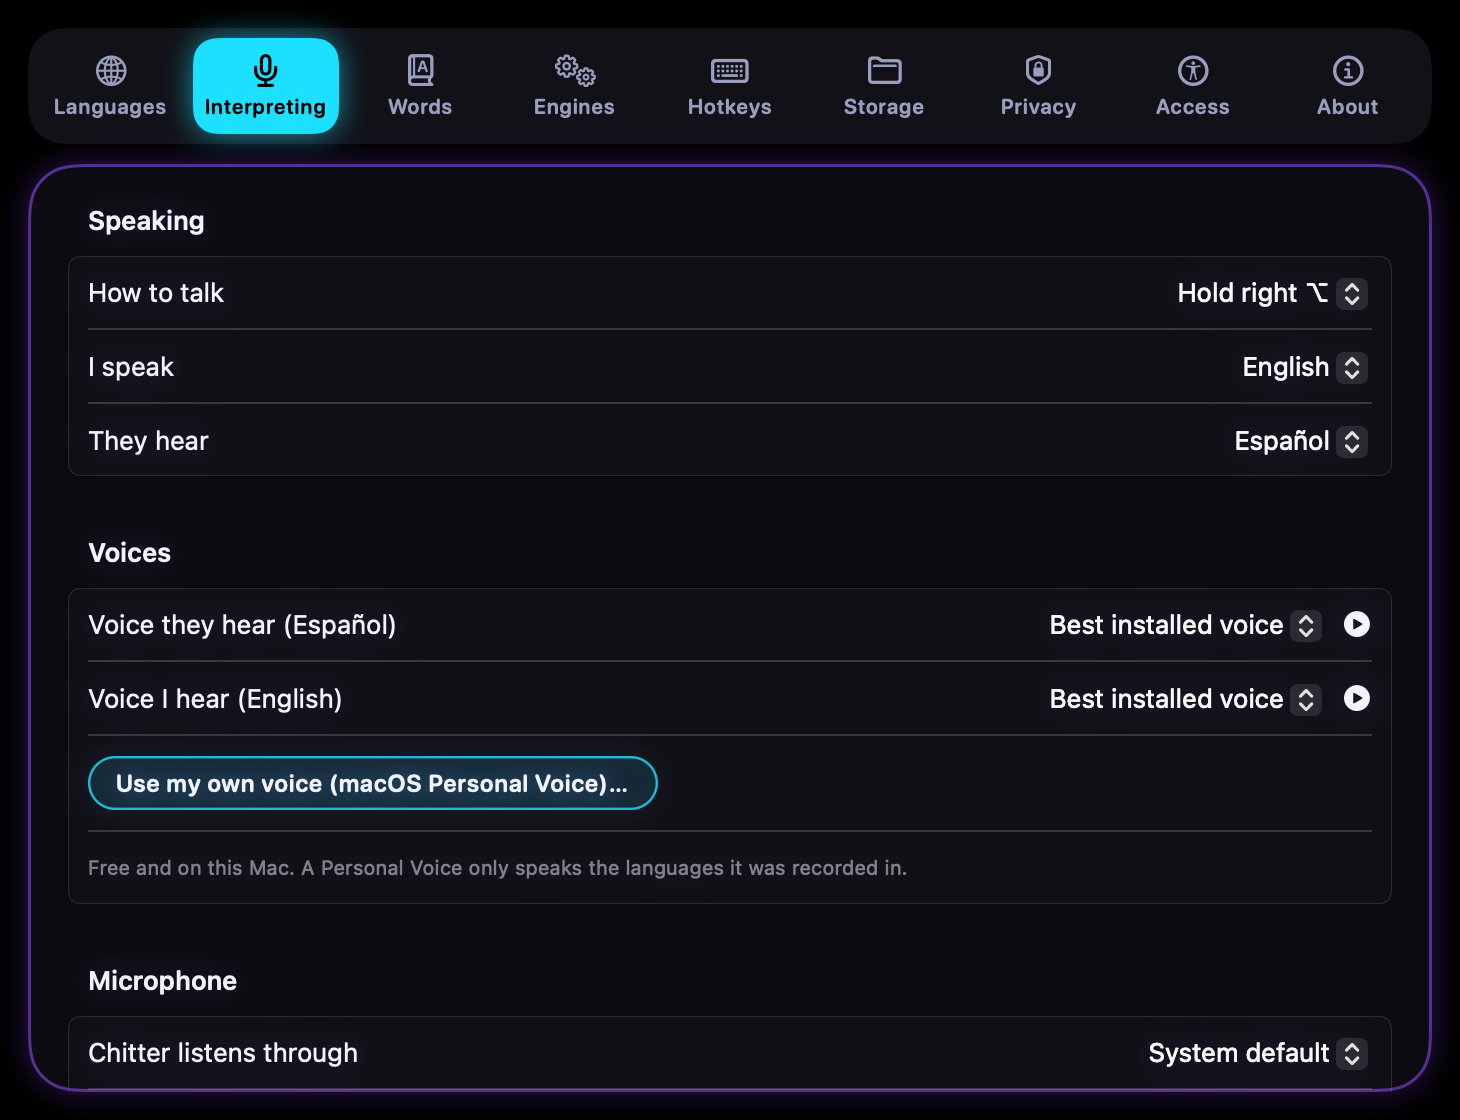 Languages
Interpreting
Words
Engines
Hotkeys
Storage
Privacy
Access
About
Speaking
How to talk Hold right ⌥
I speak English
They hear Español
Voices
Voice they hear (Español) Best installed voice
Voice I hear (English) Best installed voice
Use my own voice (macOS Personal Voice)...
Free and on this Mac. A Personal Voice only speaks the languages it was recorded in.
Microphone
Chitter listens through System default